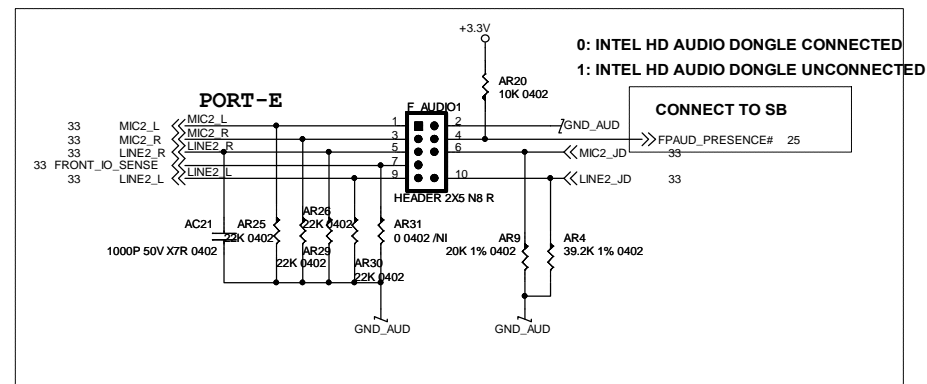 +3.3V
0: INTEL HD AUDIO DONGLE CONNECTED
1: INTEL HD AUDIO DONGLE UNCONNECTED
AR20
10K 0402
PORT-E
F_AUDIO1
CONNECT TO SB
33 MIC2_L MIC2_L 1 2 GND_AUD
33 MIC2_R MIC2_R 3 4 FPAUD_PRESENCE# 25
33 LINE2_R LINE2_R 5 6 MIC2_JD 33
33 FRONT_IO_SENSE 7
33 LINE2_L LINE2_L 9 10 LINE2_JD 33
HEADER 2X5 N8 R
AC21
1000P 50V X7R 0402
AR25
22K 0402
AR26
22K 0402
AR29
22K 0402
AR30
22K 0402
AR31
0 0402 /NI
AR9
20K 1% 0402
AR4
39.2K 1% 0402
GND_AUD
GND_AUD